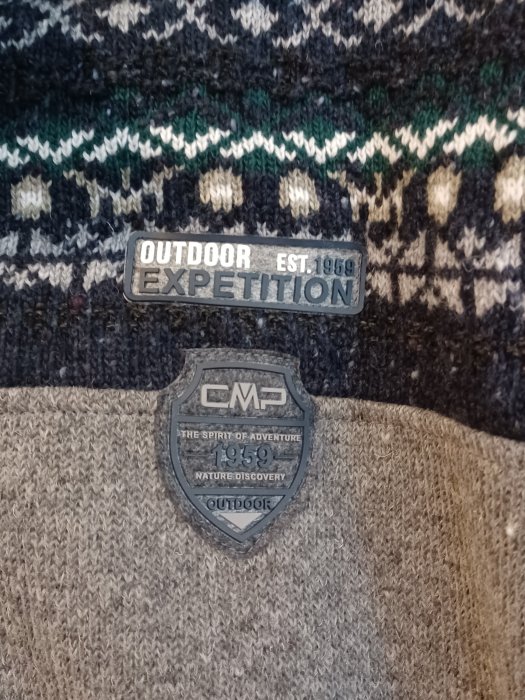 OUTDOOR EST. 1959
EXPETITION
CMP
THE SPIRIT OF ADVENTURE
1959
NATURE DISCOVERY
OUTDOOR